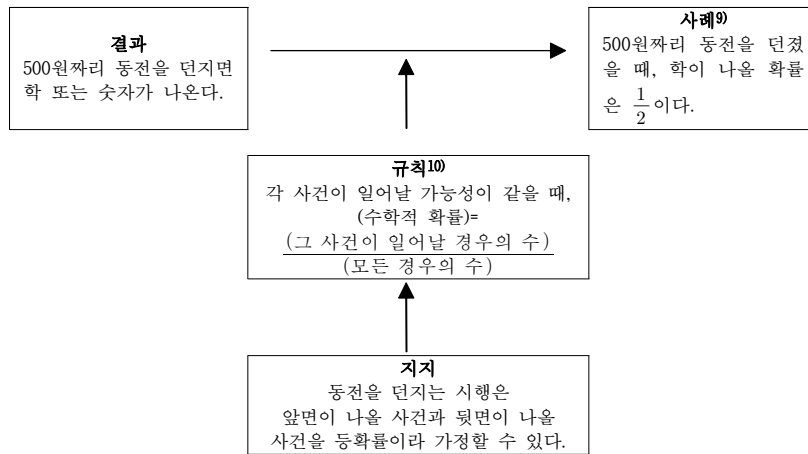 결과
500원짜리 동전을 던지면
학 또는 숫자가 나온다.
사례9)
500원짜리 동전을 던졌
을 때, 학이 나올 확률
은 1/2이다.
규칙10)
각 사건이 일어날 가능성이 같을 때,
(수학적 확률)=
(그 사건이 일어날 경우의 수)
(모든 경우의 수)
지지
동전을 던지는 시행은
앞면이 나올 사건과 뒷면이 나올
사건을 등확률이라 가정할 수 있다.